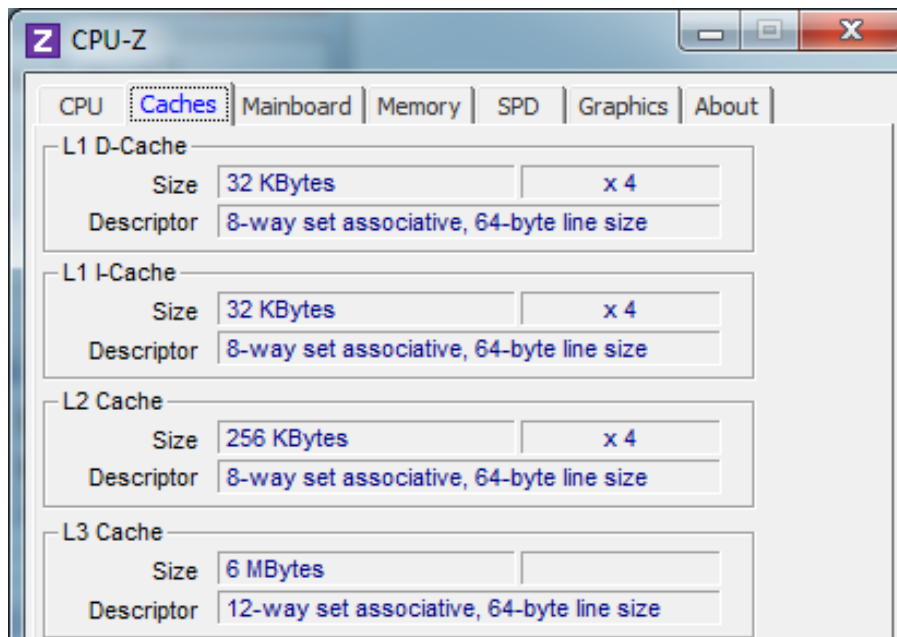 Z CPU-Z
CPU Caches Mainboard Memory SPD Graphics About
L1 D-Cache
Size 32 KBytes x 4
Descriptor 8-way set associative, 64-byte line size
L1 I-Cache
Size 32 KBytes x 4
Descriptor 8-way set associative, 64-byte line size
L2 Cache
Size 256 KBytes x 4
Descriptor 8-way set associative, 64-byte line size
L3 Cache
Size 6 MBytes
Descriptor 12-way set associative, 64-byte line size